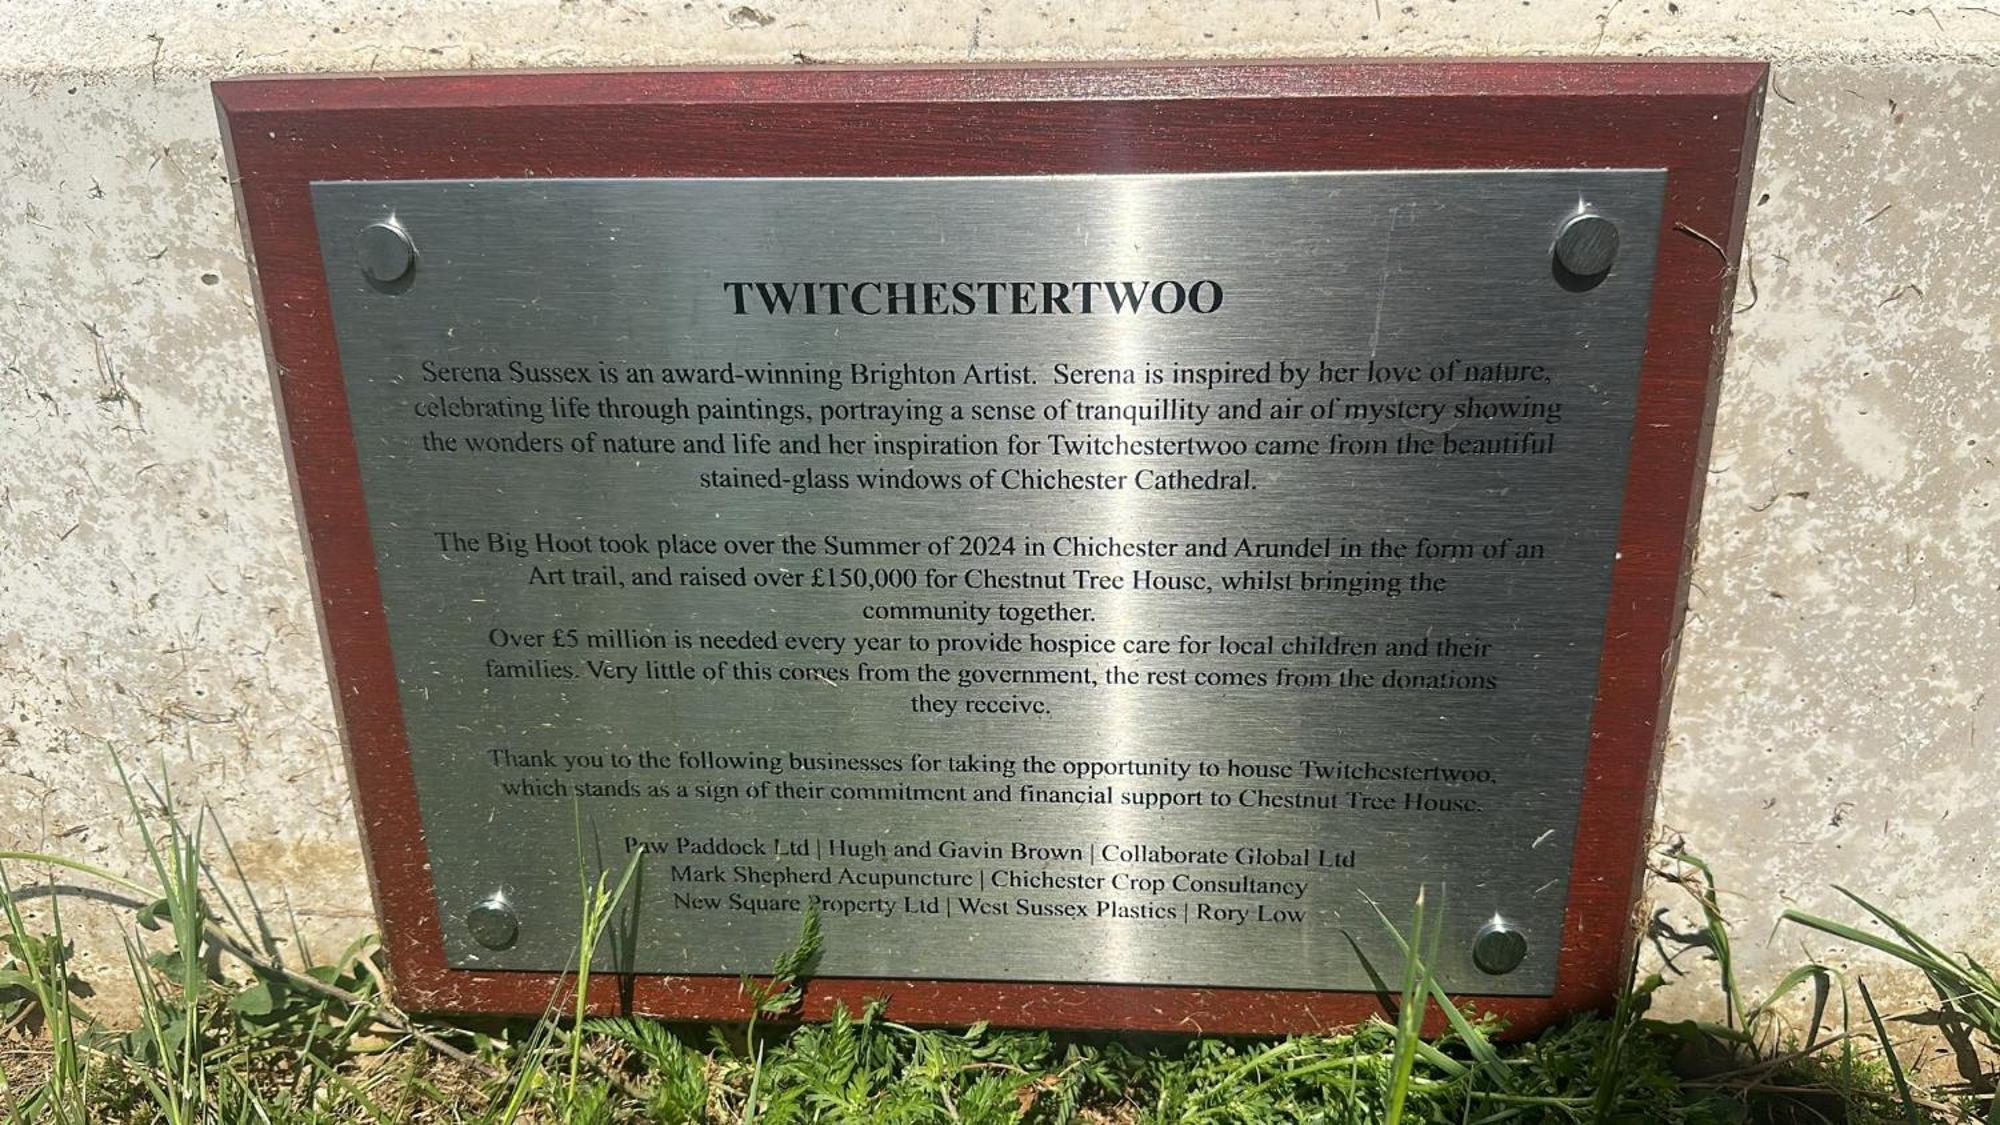 TWITCHESTERTWOO
Serena Sussex is an award-winning Brighton Artist. Serena is inspired by her love of nature,
celebrating life through paintings, portraying a sense of tranquillity and air of mystery showing
the wonders of nature and life and her inspiration for Twitchestertwoo came from the beautiful
stained-glass windows of Chichester Cathedral.
The Big Hoot took place over the Summer of 2024 in Chichester and Arundel in the form of an
Art trail, and raised over £150,000 for Chestnut Tree House, whilst bringing the
community together.
Over £5 million is needed every year to provide hospice care for local children and their
families. Very little of this comes from the government, the rest comes from the donations
they receive.
Thank you to the following businesses for taking the opportunity to house Twitchestertwoo,
which stands as a sign of their commitment and financial support to Chestnut Tree House.
Paw Paddock Ltd | Hugh and Gavin Brown | Collaborate Global Ltd
Mark Shepherd Acupuncture | Chichester Crop Consultancy
New Square Property Ltd | West Sussex Plastics | Rory Low